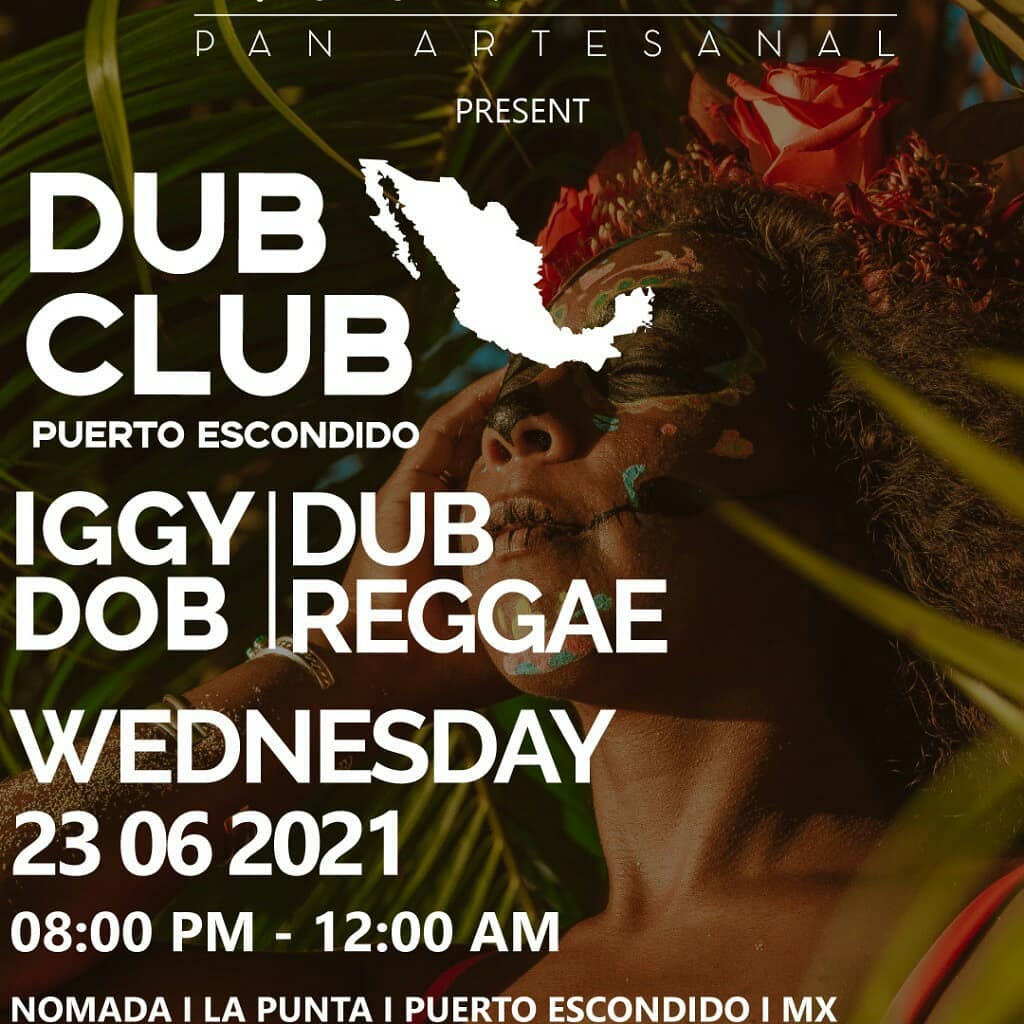 PAN ARTESANAL
PRESENT
DUB
CLUB
PUERTO ESCONDIDO
IGGY DOB | DUB REGGAE
WEDNESDAY
23 06 2021
08:00 PM - 12:00 AM
NOMADA I LA PUNTA I PUERTO ESCONDIDO I MX